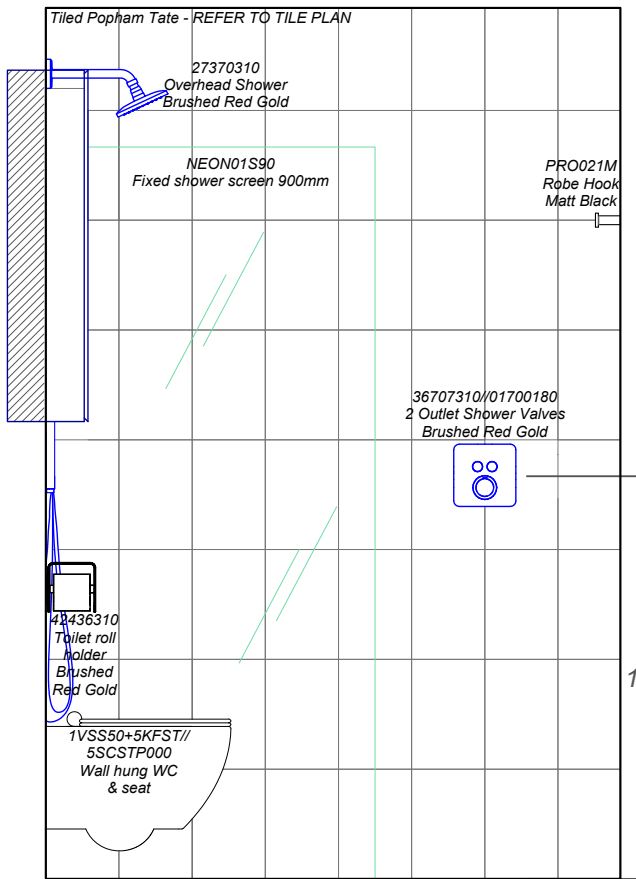 Tiled Popham Tate - REFER TO TILE PLAN
27370310
Overhead Shower
Brushed Red Gold
NEON01S90
Fixed shower screen 900mm
PRO021M
Robe Hook
Matt Black
36707310//01700180
2 Outlet Shower Valves
Brushed Red Gold
42436310
Toilet roll
holder
Brushed
Red Gold
1
1VSS50+5KFST//
5SCSTP000
Wall hung WC
& seat